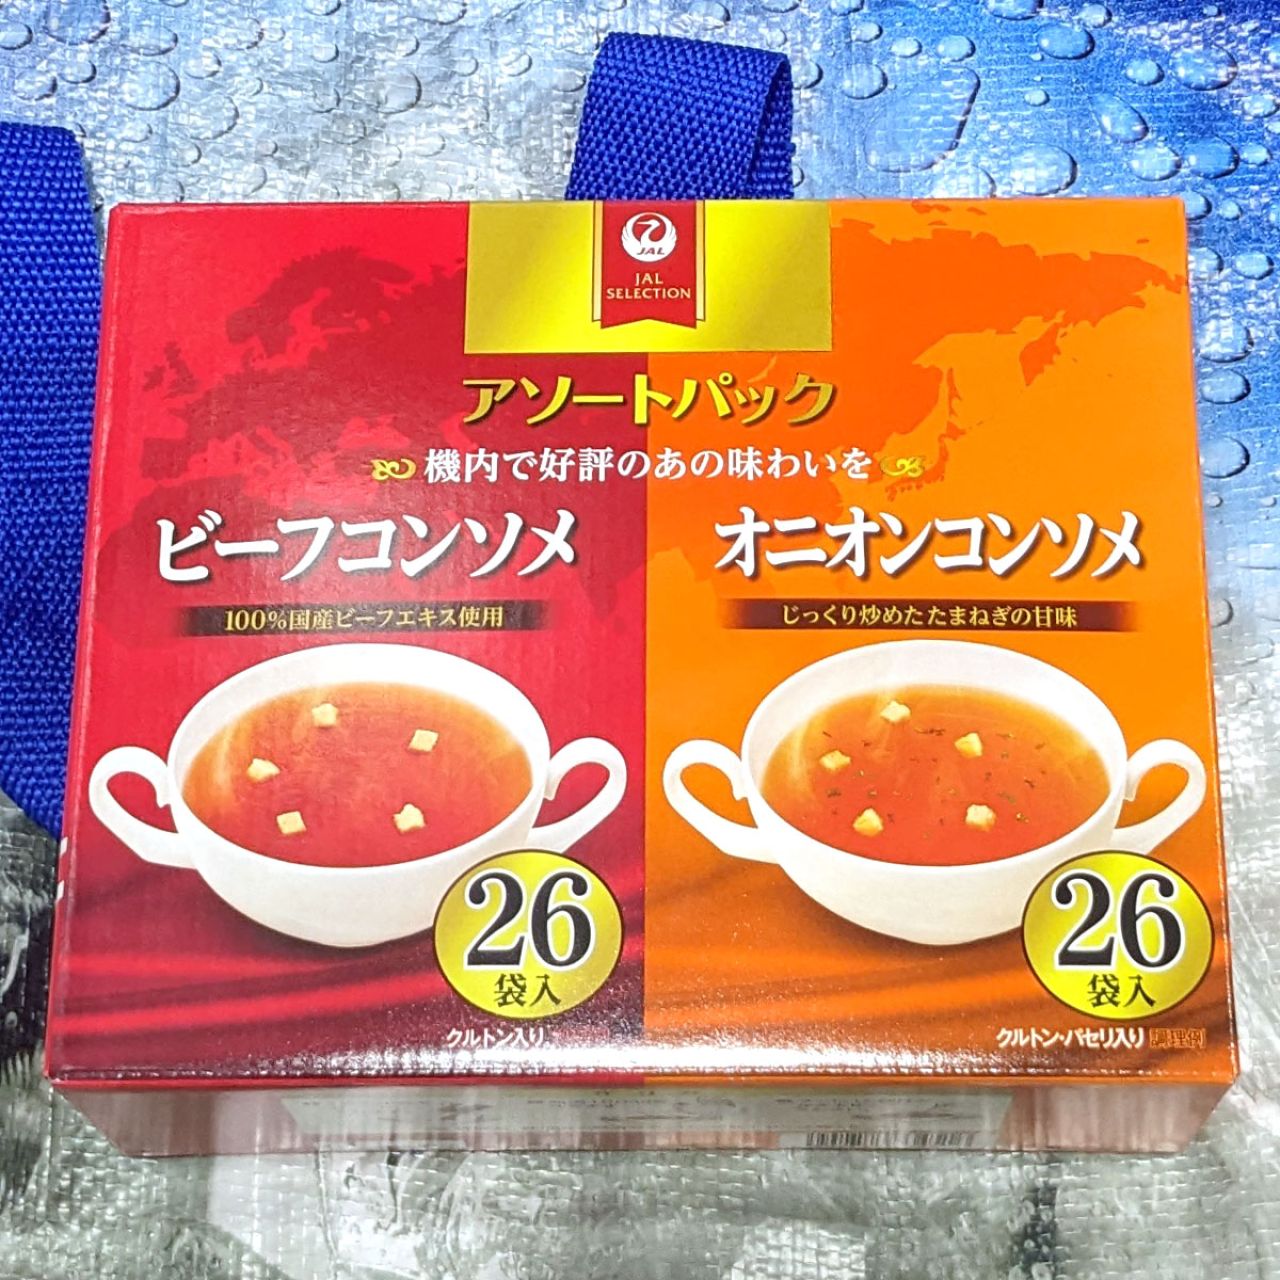 JAL
JAL
SELECTION
アソートパック
機内で好評のあの味わいを
ビーフコンソメ
100%国産ビーフエキス使用
オニオンコンソメ
じっくり炒めたたまねぎの甘味
26
袋入
クルトン入り
26
袋入
クルトン・パセリ入り 調理例